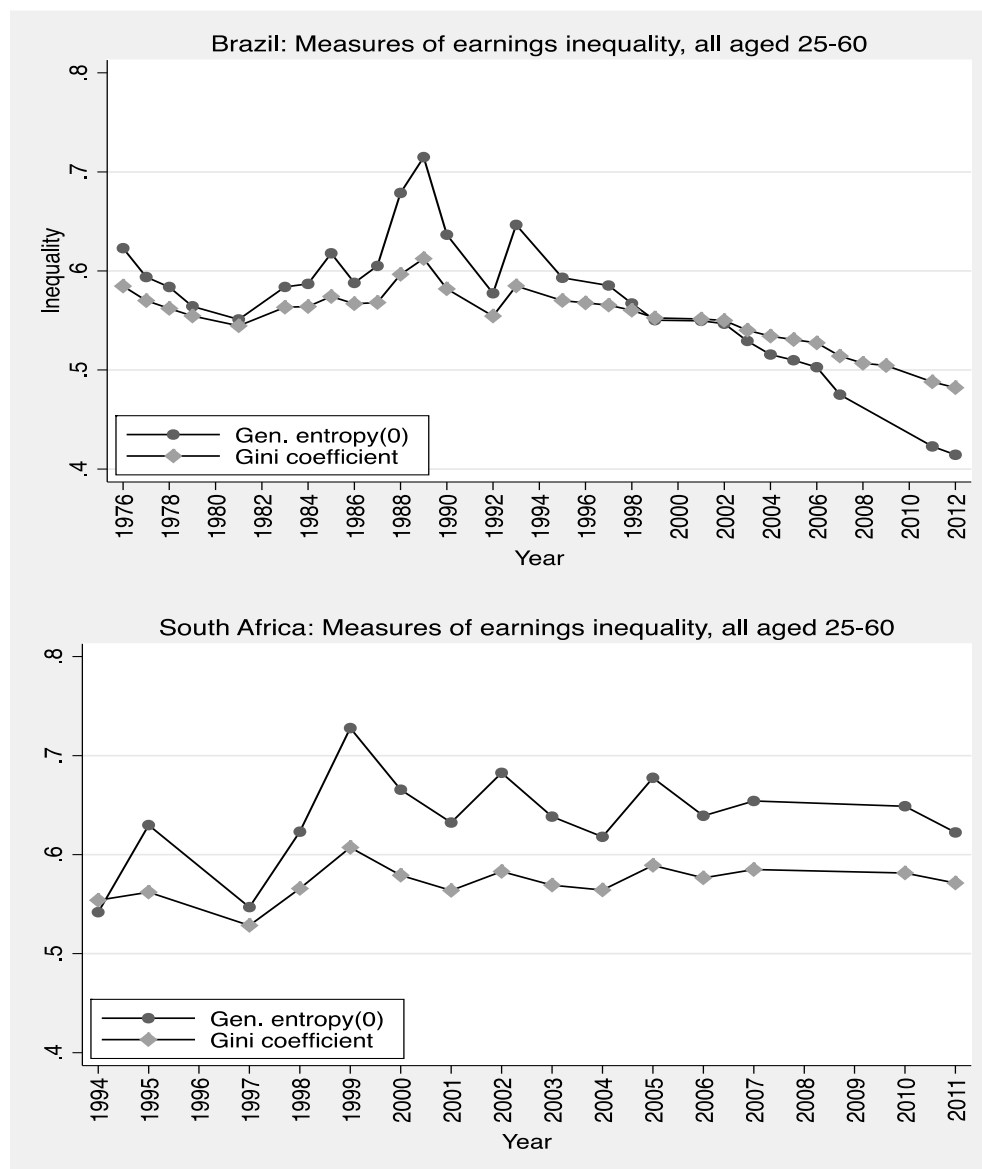 Brazil: Measures of earnings inequality, all aged 25-60
.8
.7
.6
.5
.4
Inequality
Gen. entropy(0)
Gini coefficient
1976 1978 1980 1982 1984 1986 1988 1990 1992 1994 1996 1998 2000 2002 2004 2006 2008 2010 2012
Year
South Africa: Measures of earnings inequality, all aged 25-60
.8
.7
.6
.5
.4
Gen. entropy(0)
Gini coefficient
1994 1995 1996 1997 1998 1999 2000 2001 2002 2003 2004 2005 2006 2007 2008 2009 2010 2011
Year